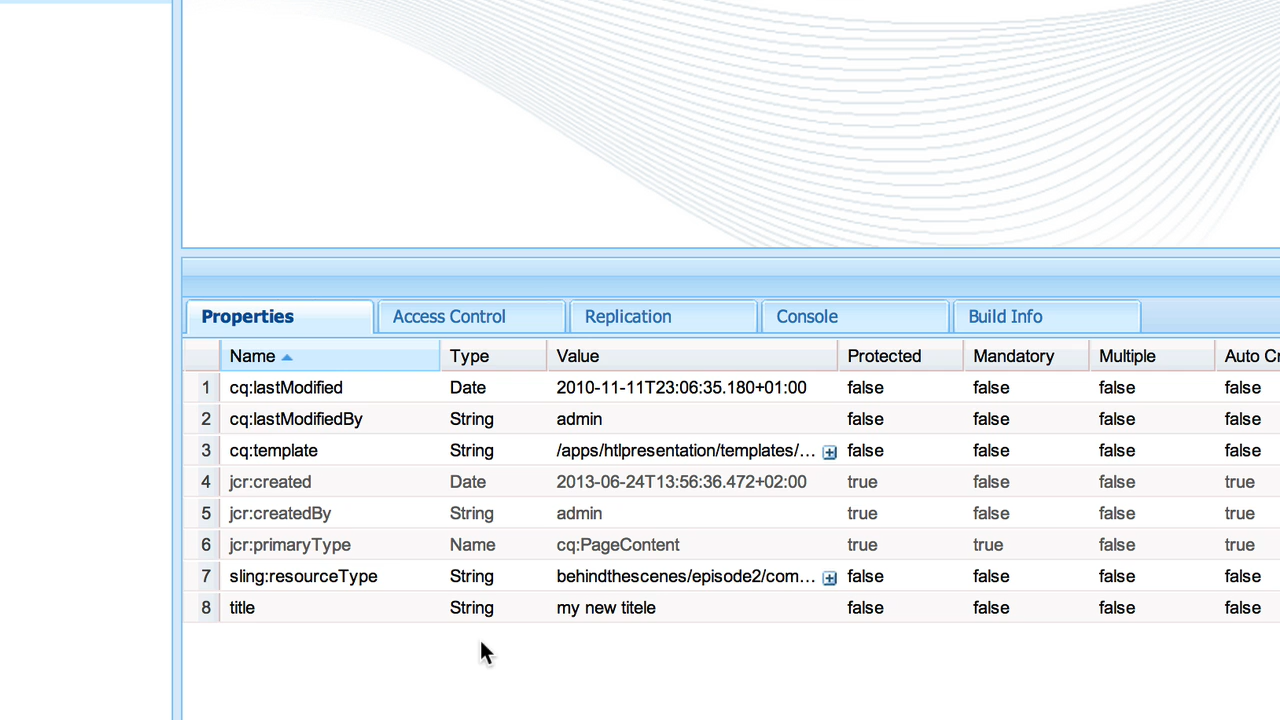 Properties Access Control Replication Console Build Info
Name Type Value Protected Mandatory Multiple Auto Cr
1 cq:lastModified Date 2010-11-11T23:06:35.180+01:00 false false false false
2 cq:lastModifiedBy String admin false false false false
3 cq:template String /apps/htlpresentation/templates/... false false false false
4 jcr:created Date 2013-06-24T13:56:36.472+02:00 true false false true
5 jcr:createdBy String admin true false false true
6 jcr:primaryType Name cq:PageContent true true false true
7 sling:resourceType String behindthescenes/episode2/com... false false false false
8 title String my new titele false false false false